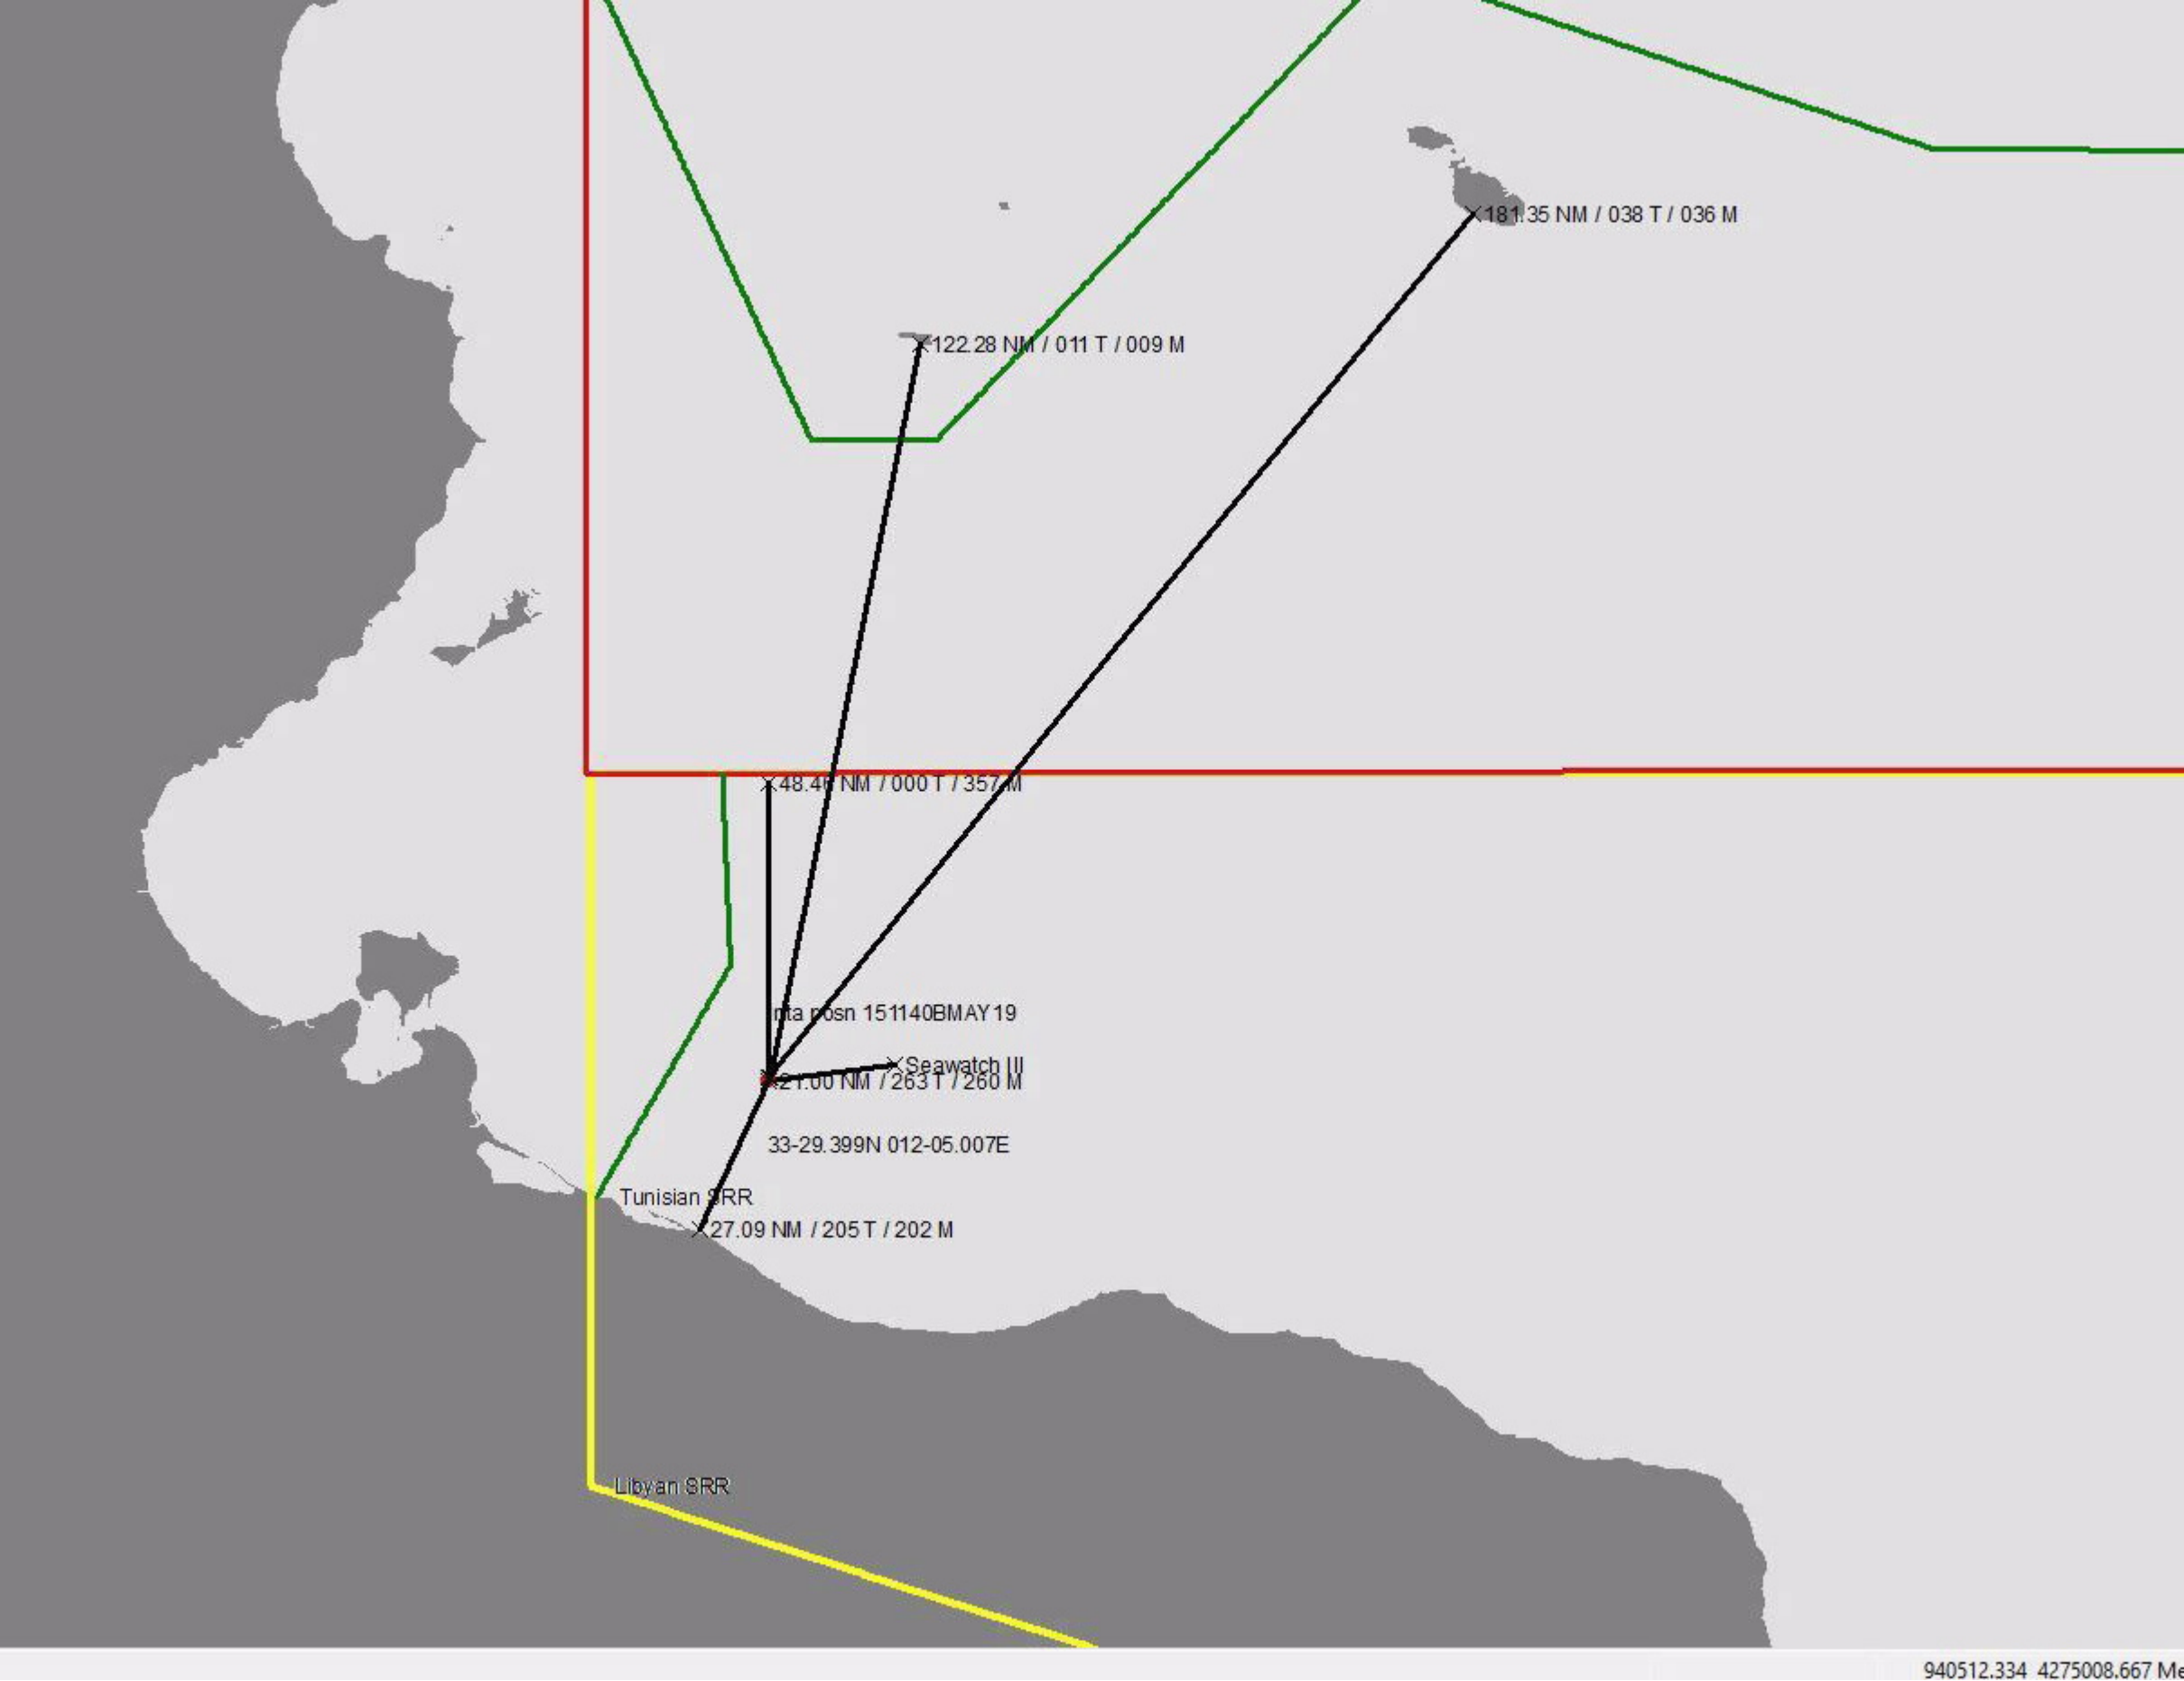 181.35 NM / 038 T / 036 M
122.28 NM / 011 T / 009 M
48.46 NM / 000 T / 357 M
posn 151140BMAY19
Seawatch III
21.00 NM / 263 T / 260 M
33-29.399N 012-05.007E
Tunisian SRR
27.09 NM / 205 T / 202 M
Libyan SRR
940512.334 4275008.667 Me